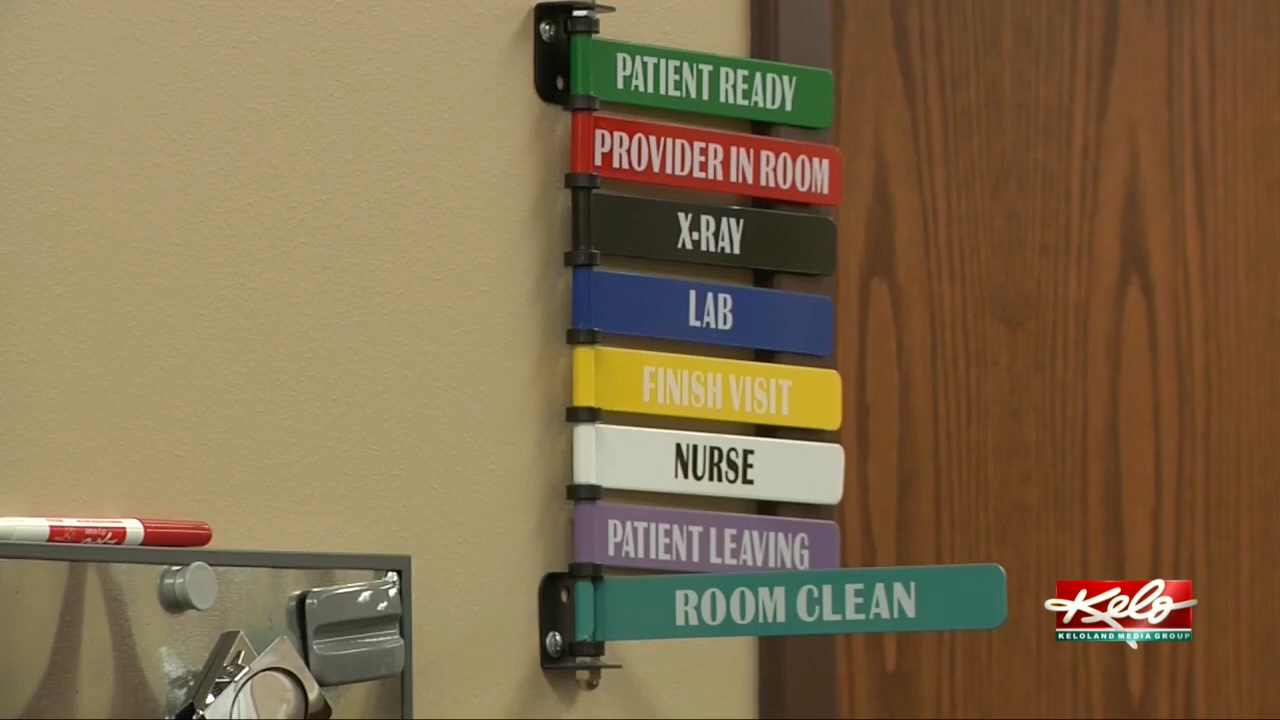 PATIENT READY
PROVIDER IN ROOM
X-RAY
LAB
FINISH VISIT
NURSE
PATIENT LEAVING
ROOM CLEAN
Kelo
KELOLAND MEDIA GROUP